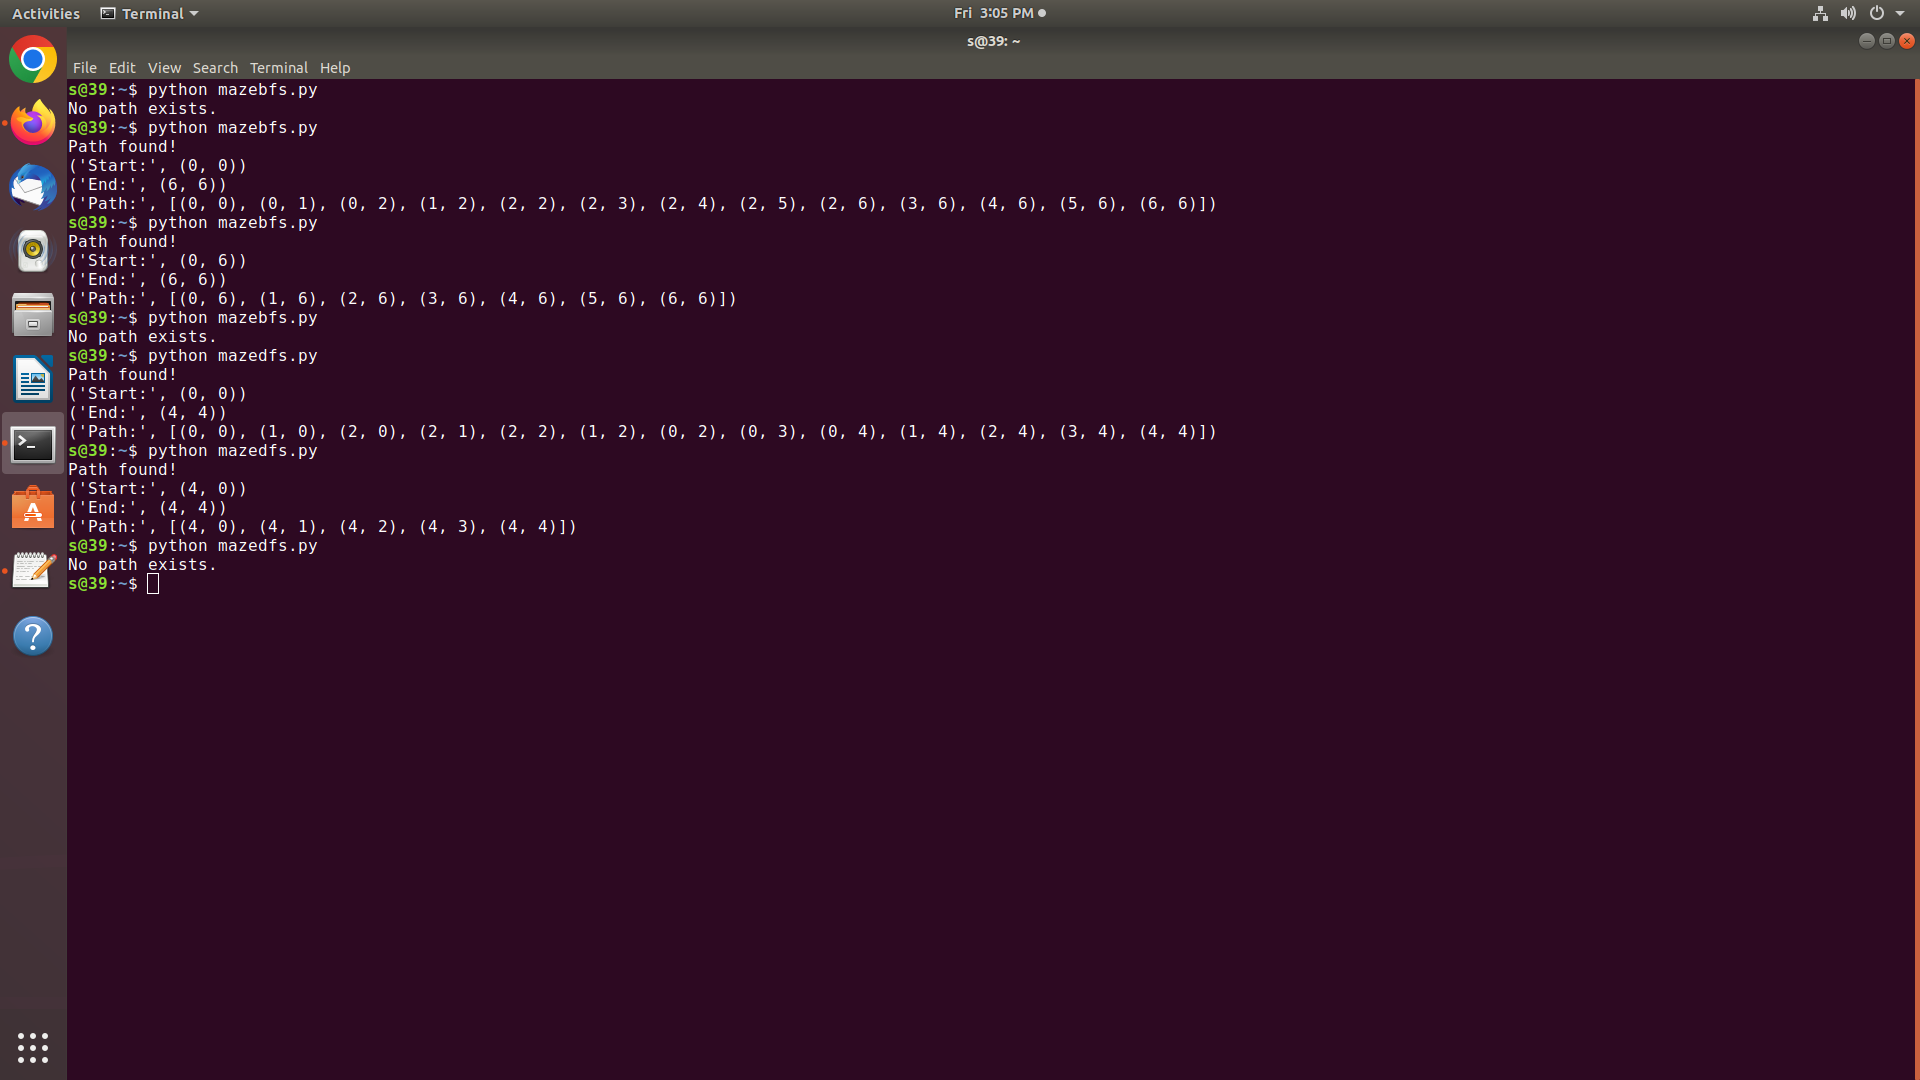 Activities Terminal Fri 3:05 PM
s@39: ~
File Edit View Search Terminal Help
s@39:~$ python mazebfs.py
No path exists.
s@39:~$ python mazebfs.py
Path found!
('Start:', (0, 0))
('End:', (6, 6))
('Path:', [(0, 0), (0, 1), (0, 2), (1, 2), (2, 2), (2, 3), (2, 4), (2, 5), (2, 6), (3, 6), (4, 6), (5, 6), (6, 6)])
s@39:~$ python mazebfs.py
Path found!
('Start:', (0, 6))
('End:', (6, 6))
('Path:', [(0, 6), (1, 6), (2, 6), (3, 6), (4, 6), (5, 6), (6, 6)])
s@39:~$ python mazebfs.py
No path exists.
s@39:~$ python mazedfs.py
Path found!
('Start:', (0, 0))
('End:', (4, 4))
('Path:', [(0, 0), (1, 0), (2, 0), (2, 1), (2, 2), (1, 2), (0, 2), (0, 3), (0, 4), (1, 4), (2, 4), (3, 4), (4, 4)])
s@39:~$ python mazedfs.py
Path found!
('Start:', (4, 0))
('End:', (4, 4))
('Path:', [(4, 0), (4, 1), (4, 2), (4, 3), (4, 4)])
s@39:~$ python mazedfs.py
No path exists.
s@39:~$